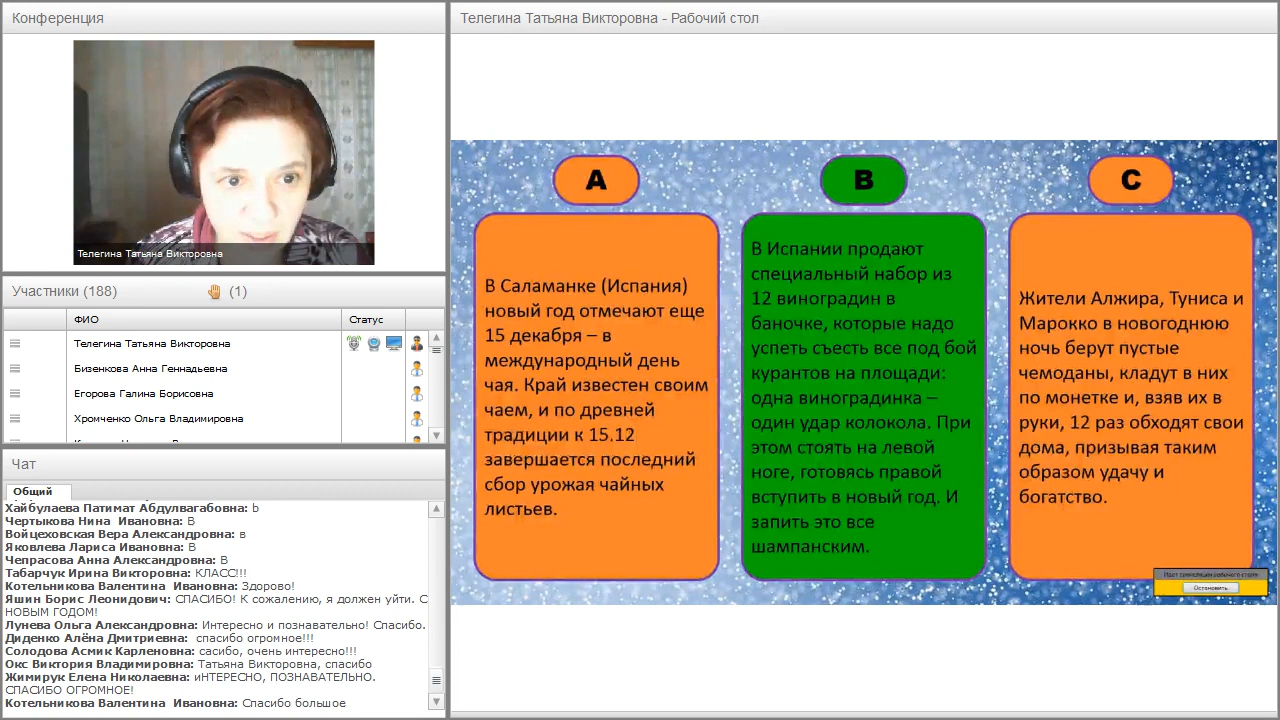 Конференция
Телегина Татьяна Викторовна
Участники (188)
(1)
ФИО
Статус
Телегина Татьяна Викторовна
Бизенкова Анна Геннадьевна
Егорова Галина Борисовна
Хромченко Ольга Владимировна
Чат
Общий
Хайбулаева Патимат Абдулвагабовна: b
Чертыкова Нина Ивановна: В
Войцеховская Вера Александровна: в
Яковлева Лариса Ивановна: В
Чепрасова Анна Александровна: В
Табарчук Ирина Викторовна: КЛАСС!!!
Котельникова Валентина Ивановна: Здорово!
Яшин Борис Леонидович: СПАСИБО! К сожалению, я должен уйти. С
НОВЫМ ГОДОМ!
Лунева Ольга Александровна: Интересно и познавательно! Спасибо.
Диденко Алёна Дмитриевна: спасибо огромное!!!
Солодова Асмик Карленовна: сасибо, очень интересно!!!
Окс Виктория Владимировна: Татьяна Викторовна, спасибо
Жимирук Елена Николаевна: иНТЕРЕСНО, ПОЗНАВАТЕЛЬНО.
СПАСИБО ОГРОМНОЕ!
Котельникова Валентина Ивановна: Спасибо большое
Телегина Татьяна Викторовна - Рабочий стол
A
В Саламанке (Испания)
новый год отмечают еще
15 декабря – в
международный день
чая. Край известен своим
чаем, и по древней
традиции к 15.12
завершается последний
сбор урожая чайных
листьев.
B
В Испании продают
специальный набор из
12 виноградин в
баночке, которые надо
успеть съесть все под бой
курантов на площади:
одна виноградинка –
один удар колокола. При
этом стоять на левой
ноге, готовясь правой
вступить в новый год. И
запить это все
шампанским.
C
Жители Алжира, Туниса и
Марокко в новогоднюю
ночь берут пустые
чемоданы, кладут в них
по монетке и, взяв их в
руки, 12 раз обходят свои
дома, призывая таким
образом удачу и
богатство.
Идет трансляция рабочего стола
Остановить